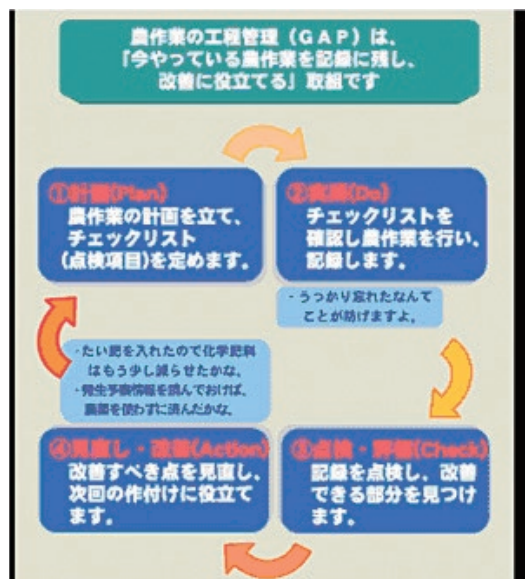 農作業の工程管理(GAP)は、
「今やっている農作業を記録に残し、
改善に役立てる」取組です
①計画(Plan)
農作業の計画を立て、
チェックリスト
(点検項目)を定めます。
②実践(Do)
チェックリストを
確認し農作業を行い、
記録します。
・うっかり忘れたなんて
ことが防げますよ。
③点検・評価(Check)
記録を点検し、改善
できる部分を見つけ
ます。
④見直し・改善(Action)
改善すべき点を見直し、
次回の作付けに役立て
ます。
・たい肥を入れたので化学肥料
はもう少し減らせたかな。
・発生予察情報を読んでおけば、
農薬を使わずに済んだかな。